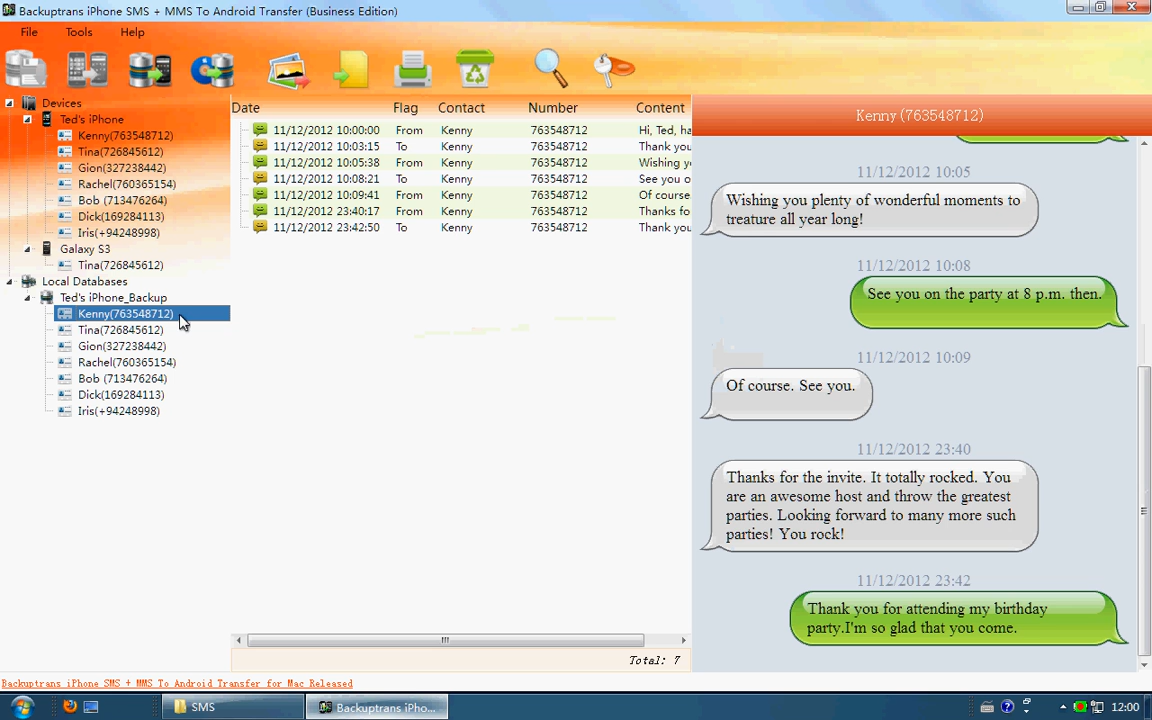 Backuptrans iPhone SMS + MMS To Android Transfer (Business Edition)
File Tools Help
Devices
Ted's iPhone
Kenny(763548712)
Tina(726845612)
Gion(327238442)
Rachel(760365154)
Bob (713476264)
Dick(169284113)
Iris(+94248998)
Galaxy S3
Tina(726845612)
Local Databases
Ted's iPhone_Backup
Kenny(763548712)
Tina(726845612)
Gion(327238442)
Rachel(760365154)
Bob (713476264)
Dick(169284113)
Iris(+94248998)
Date Flag Contact Number Content
11/12/2012 10:00:00 From Kenny 763548712 Hi, Ted, ha
11/12/2012 10:03:15 To Kenny 763548712 Thank you
11/12/2012 10:05:38 From Kenny 763548712 Wishing y
11/12/2012 10:08:21 To Kenny 763548712 See you o
11/12/2012 10:09:41 From Kenny 763548712 Of course
11/12/2012 23:40:17 From Kenny 763548712 Thanks fo
11/12/2012 23:42:50 To Kenny 763548712 Thank you
Total: 7
Kenny (763548712)
11/12/2012 10:05
Wishing you plenty of wonderful moments to
treature all year long!
11/12/2012 10:08
See you on the party at 8 p.m. then.
11/12/2012 10:09
Of course. See you.
11/12/2012 23:40
Thanks for the invite. It totally rocked. You
are an awesome host and throw the greatest
parties. Looking forward to many more such
parties! You rock!
11/12/2012 23:42
Thank you for attending my birthday
party.I'm so glad that you come.
Backuptrans iPhone SMS + MMS To Android Transfer for Mac Released
SMS
Backuptrans iPho...
12:00